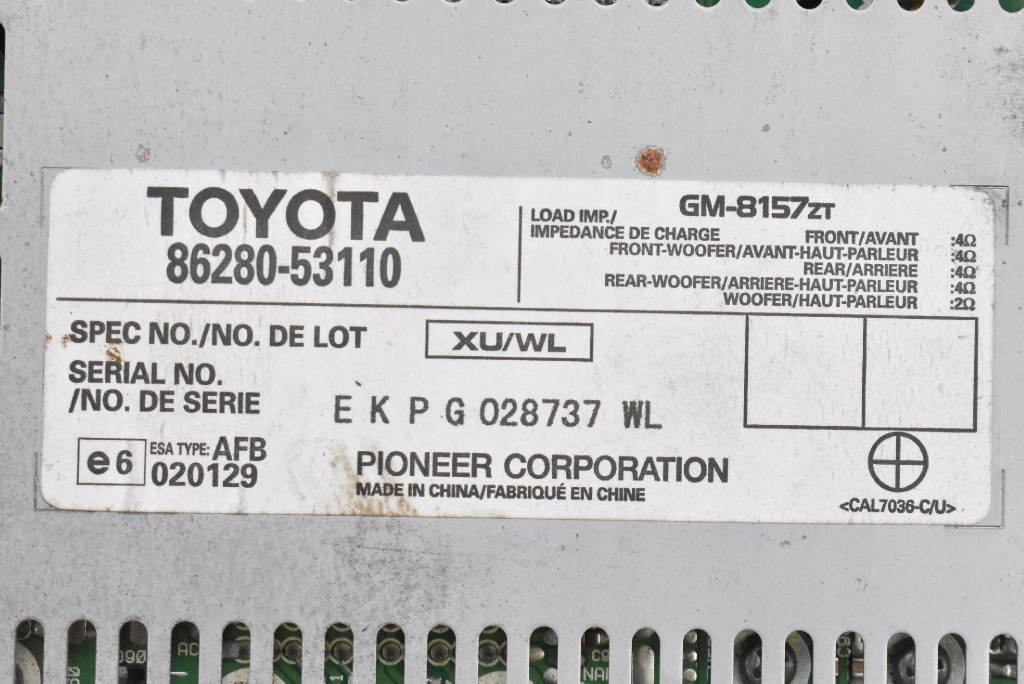 TOYOTA
86280-53110
GM-8157ZT
LOAD IMP./
IMPEDANCE DE CHARGE
FRONT/AVANT :4Ω
FRONT-WOOFER/AVANT-HAUT-PARLEUR :4Ω
REAR/ARRIERE :4Ω
REAR-WOOFER/ARRIERE-HAUT-PARLEUR :4Ω
WOOFER/HAUT-PARLEUR :2Ω
SPEC NO./NO. DE LOT XU/WL
SERIAL NO.
/NO. DE SERIE
E K P G 028737 WL
e6 ESA TYPE: AFB
020129
PIONEER CORPORATION
MADE IN CHINA/FABRIQUÉ EN CHINE
<CAL7036-C/U>
AC